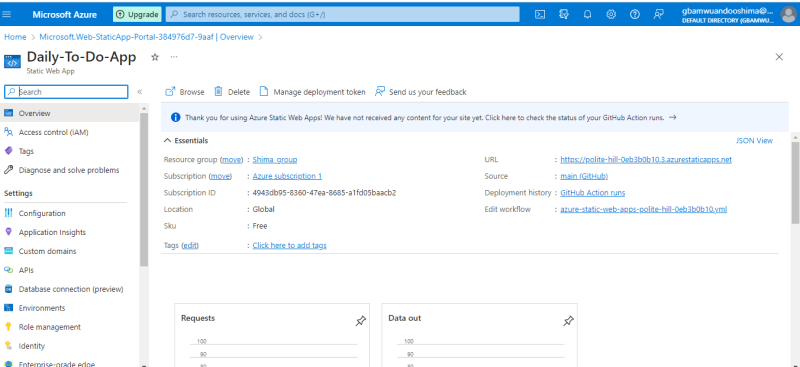 Microsoft Azure
Upgrade
Search resources, services, and docs (G+/)
gbamwuandooshima@...
DEFAULT DIRECTORY (GBAMWU...
Home > Microsoft.Web-StaticApp-Portal-384976d7-9aaf | Overview >
Daily-To-Do-App
Static Web App
Search
Browse
Delete
Manage deployment token
Send us your feedback
Overview
Access control (IAM)
Tags
Diagnose and solve problems
Settings
Configuration
Application Insights
Custom domains
APIs
Database connection (preview)
Environments
Role management
Identity
Enterprise-grade edge
Thank you for using Azure Static Web Apps! We have not received any content for your site yet. Click here to check the status of your GitHub Action runs. →
Essentials
JSON View
Resource group (move) : Shima_group
Subscription (move) : Azure subscription 1
Subscription ID : 4943db95-8360-47ea-8685-a1fd05baacb2
Location : Global
Sku : Free
Tags (edit) : Click here to add tags
URL : https://polite-hill-0eb3b0b10.3.azurestaticapps.net
Source : main (GitHub)
Deployment history : GitHub Action runs
Edit workflow : azure-static-web-apps-polite-hill-0eb3b0b10.yml
Requests
100
90
80
Data out
100
90
80